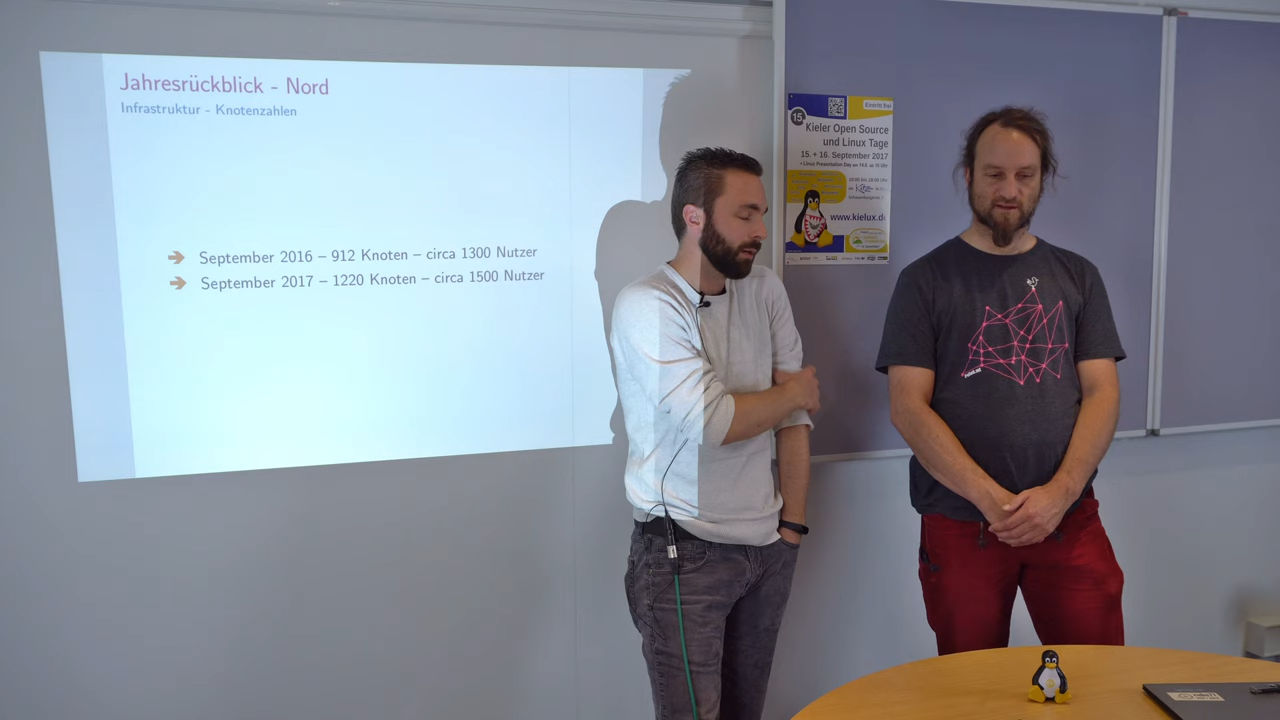 Jahresrückblick - Nord
Infrastruktur - Knotenzahlen
September 2016 – 912 Knoten – circa 1300 Nutzer
September 2017 – 1220 Knoten – circa 1500 Nutzer
Eintritt frei
15.
Kieler Open Source
und Linux Tage
15. + 16. September 2017
www.kielux.de